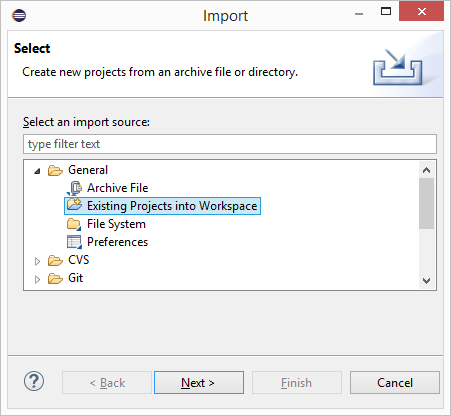 Import
Select
Create new projects from an archive file or directory.
Select an import source:
type filter text
General
Archive File
Existing Projects into Workspace
File System
Preferences
CVS
Git
? < Back Next > Finish Cancel